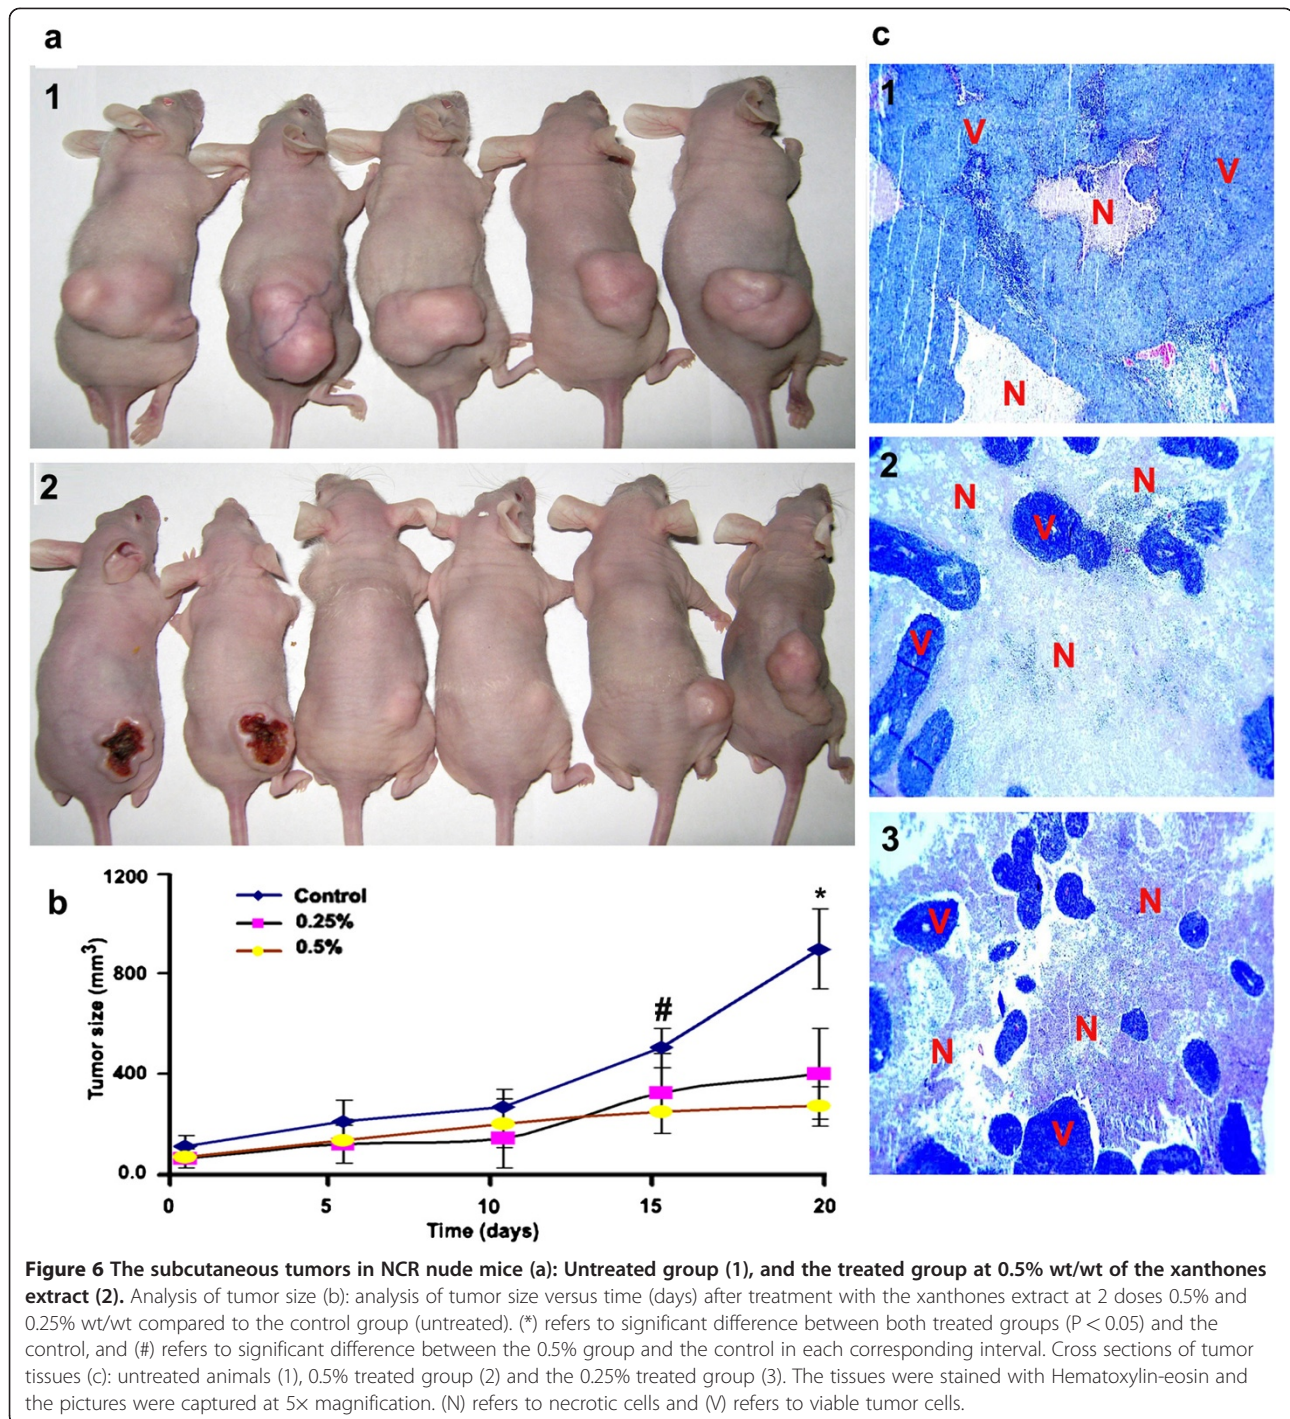 a
1
2
b
1200
800
400
0.0
Tumor size (mm³)
Control
0.25%
0.5%
#
*
0
5
10
15
20
Time (days)
c
1
V
V
N
N
2
N
N
V
V
N
3
V
N
N
N
V
Figure 6 The subcutaneous tumors in NCR nude mice (a): Untreated group (1), and the treated group at 0.5% wt/wt of the xanthones
extract (2). Analysis of tumor size (b): analysis of tumor size versus time (days) after treatment with the xanthones extract at 2 doses 0.5% and
0.25% wt/wt compared to the control group (untreated). (*) refers to significant difference between both treated groups (P < 0.05) and the
control, and (#) refers to significant difference between the 0.5% group and the control in each corresponding interval. Cross sections of tumor
tissues (c): untreated animals (1), 0.5% treated group (2) and the 0.25% treated group (3). The tissues were stained with Hematoxylin-eosin and
the pictures were captured at 5× magnification. (N) refers to necrotic cells and (V) refers to viable tumor cells.